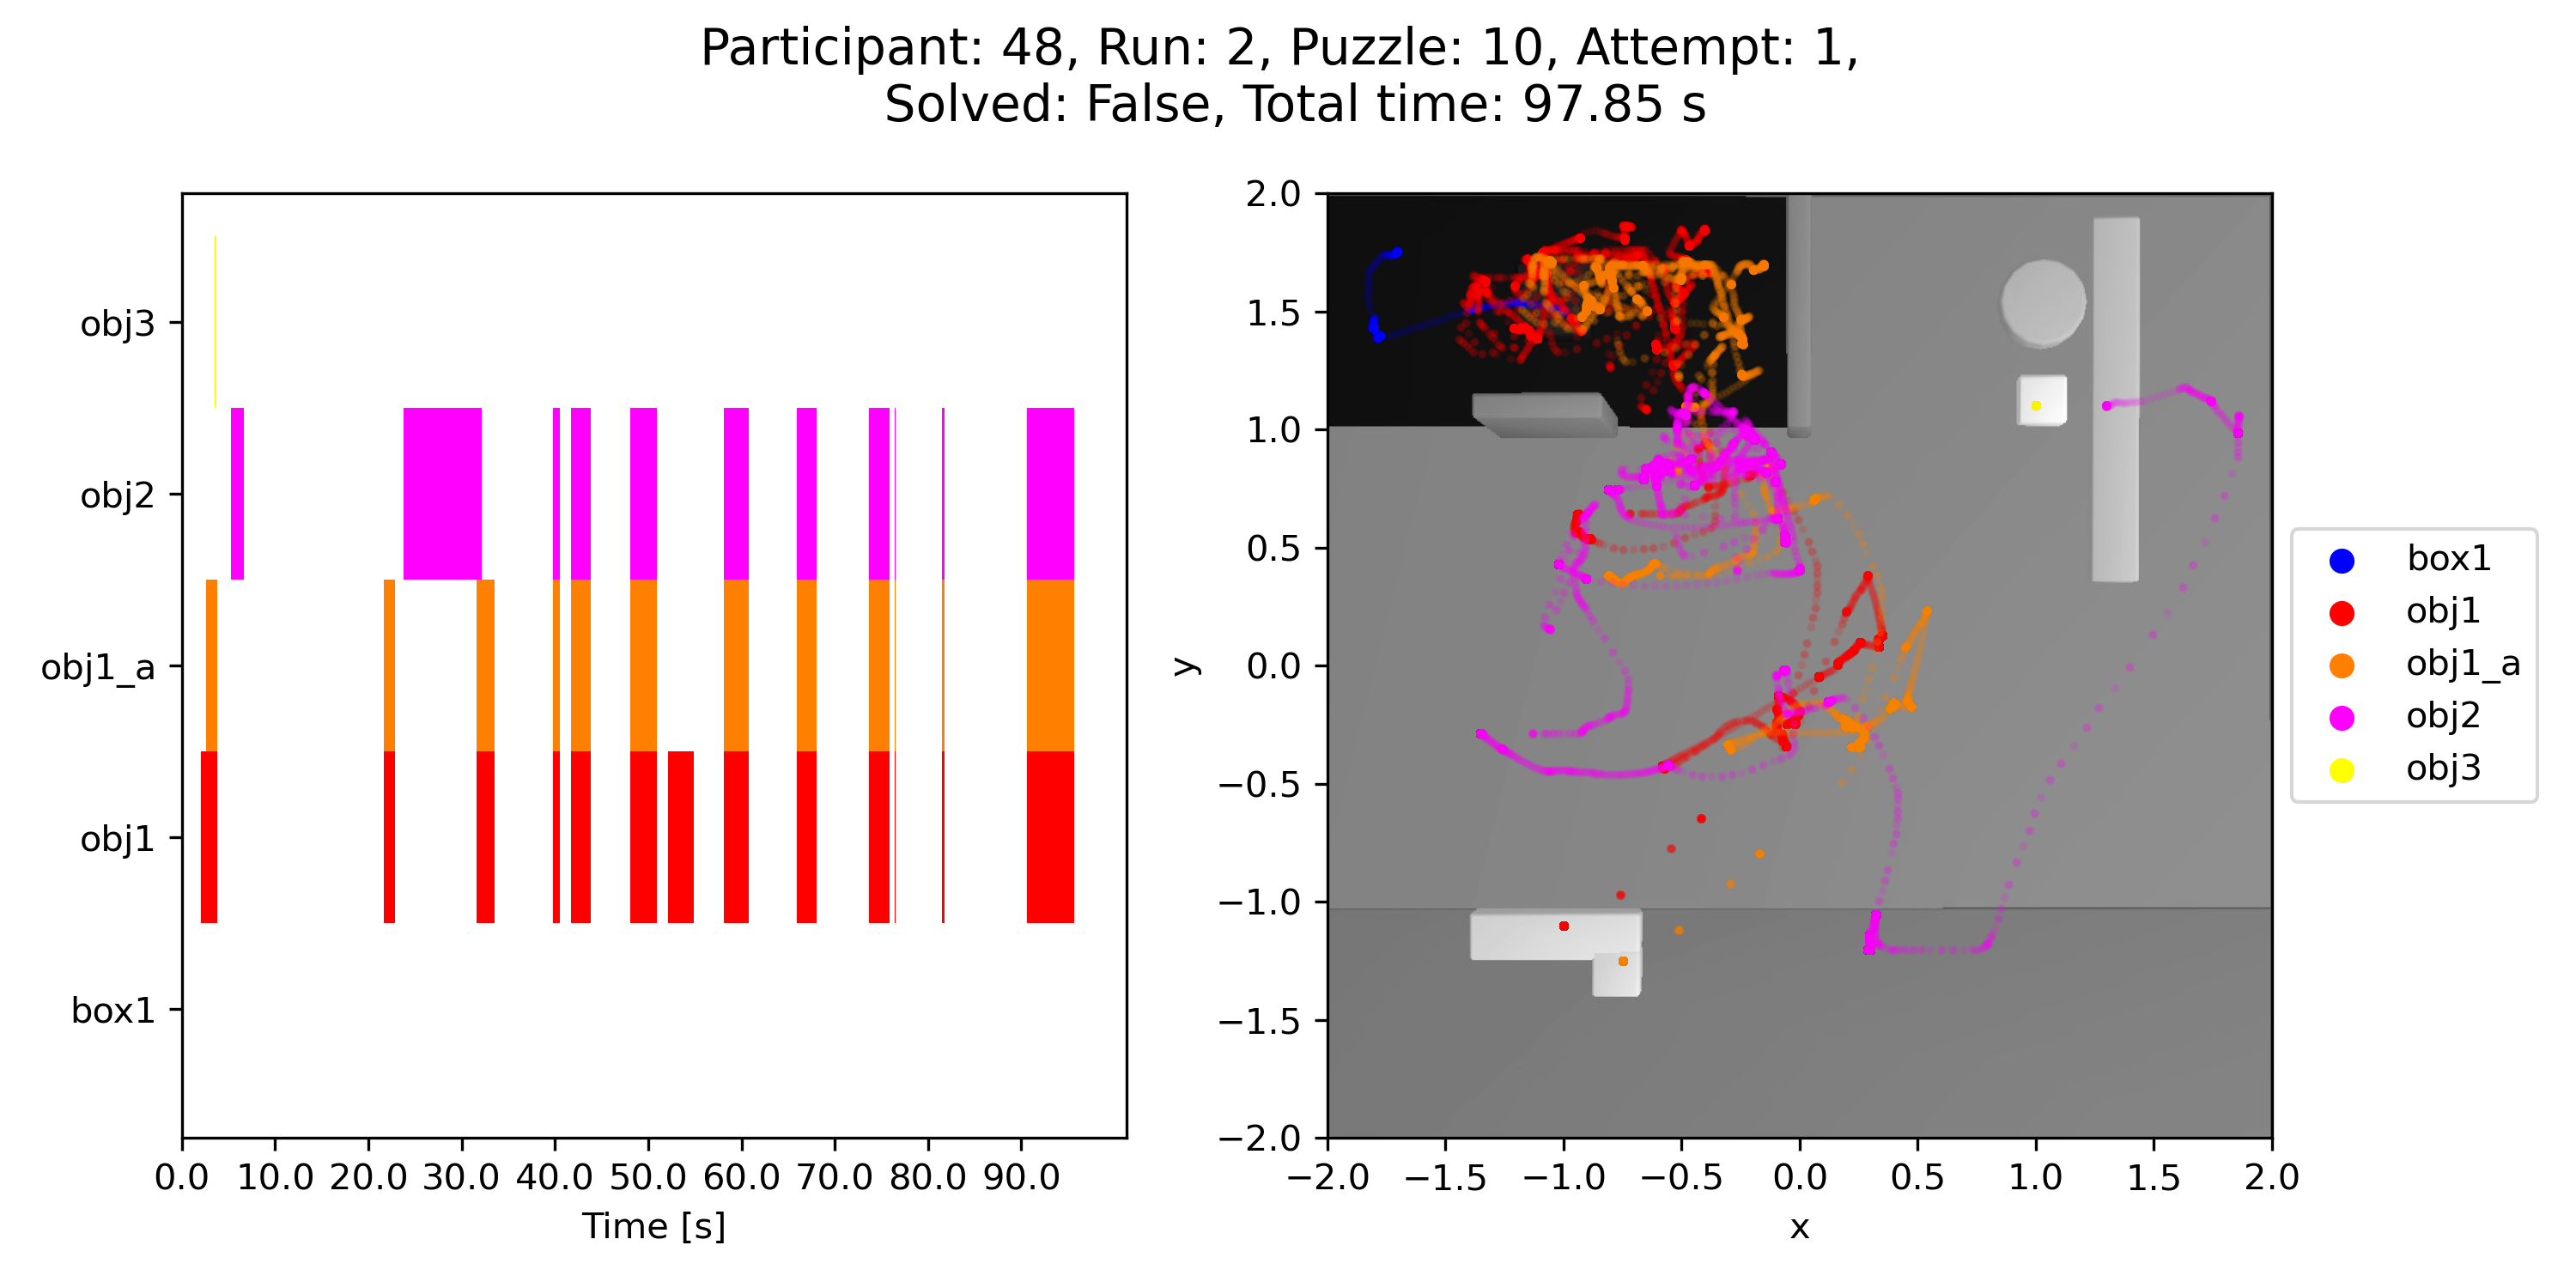 Participant: 48, Run: 2, Puzzle: 10, Attempt: 1,
Solved: False, Total time: 97.85 s
obj3
obj2
obj1_a
obj1
box1
0.0 10.0 20.0 30.0 40.0 50.0 60.0 70.0 80.0 90.0
Time [s]
2.0
1.5
1.0
0.5
0.0
−0.5
−1.0
−1.5
−2.0
y
−2.0 −1.5 −1.0 −0.5 0.0 0.5 1.0 1.5 2.0
x
box1
obj1
obj1_a
obj2
obj3